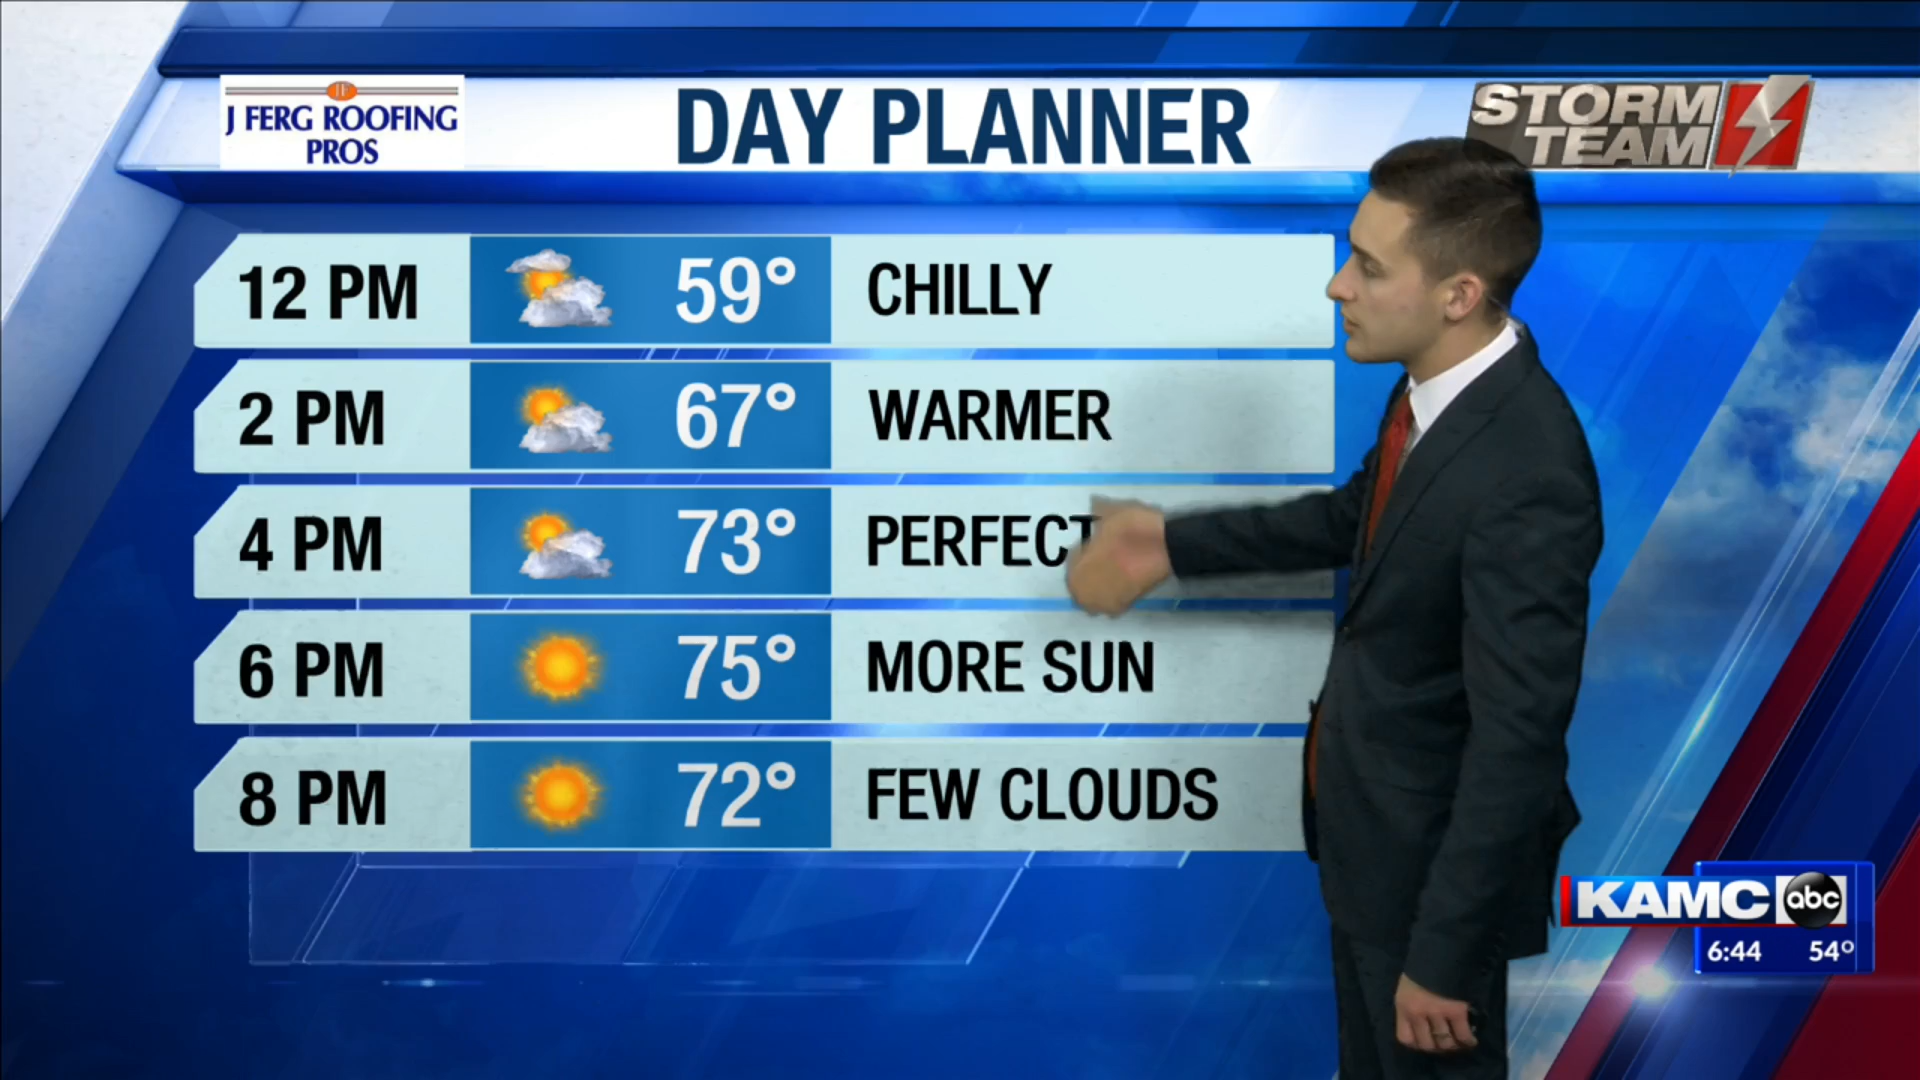 J FERG ROOFING
PROS
DAY PLANNER
STORM
TEAM
12 PM 59° CHILLY
2 PM 67° WARMER
4 PM 73° PERFECT
6 PM 75° MORE SUN
8 PM 72° FEW CLOUDS
KAMC abc
6:44 54°